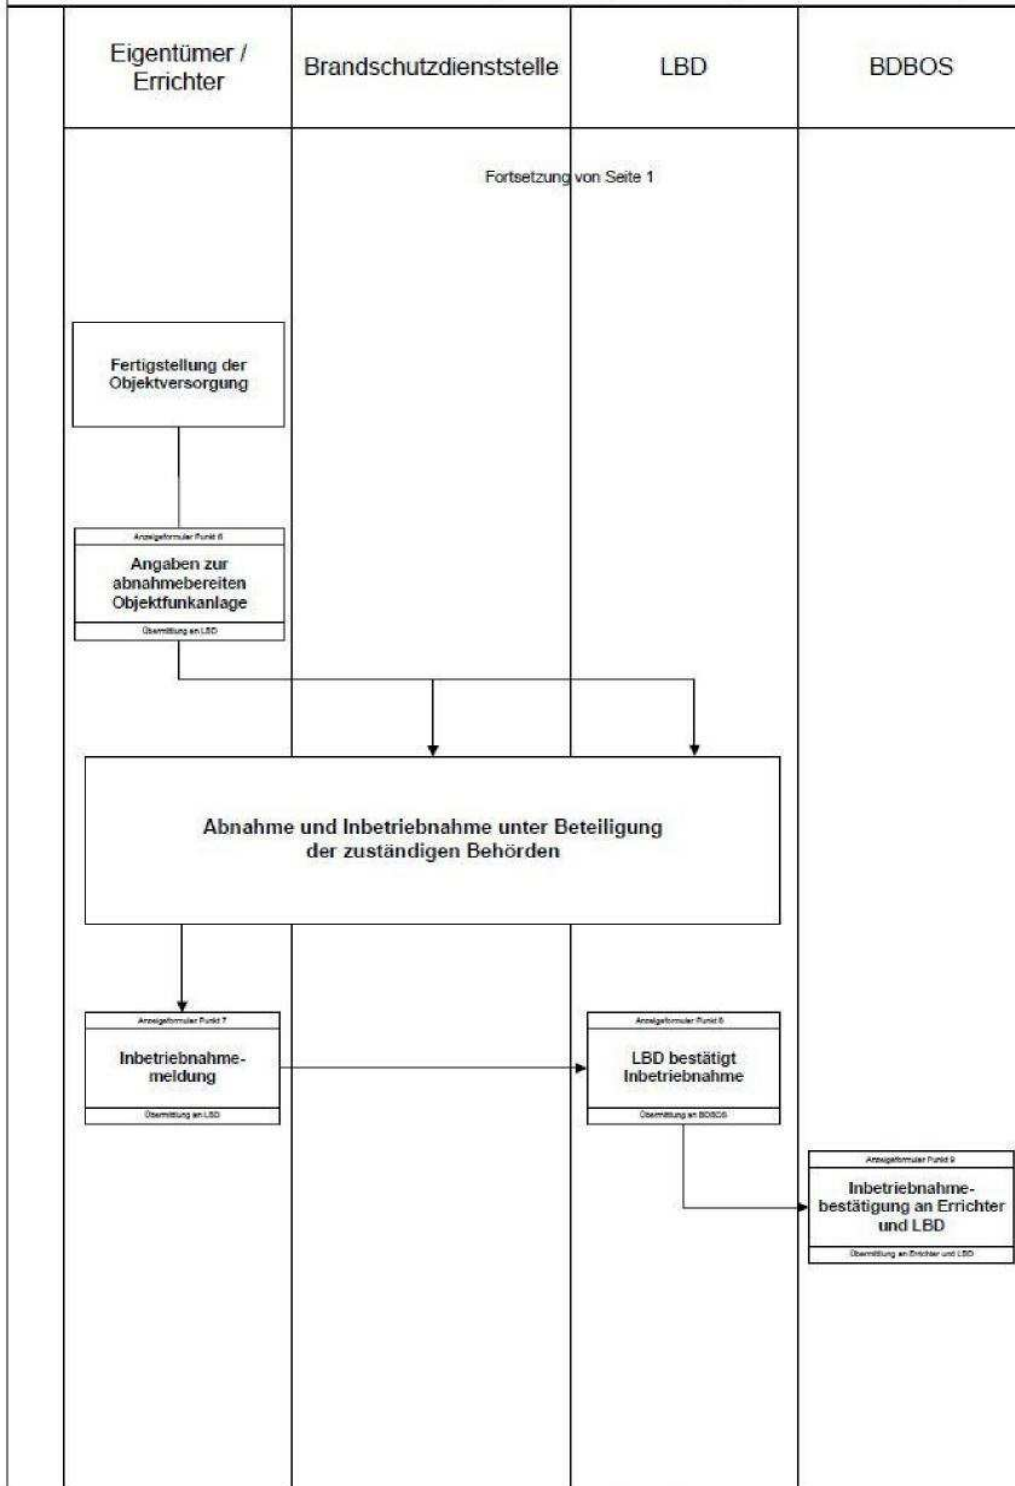 Eigentümer /
Errichter
Brandschutzdienststelle
LBD
BDBOS
Fortsetzung von Seite 1
Fertigstellung der
Objektversorgung
Anzeigeformular Punkt 6
Angaben zur
abnahmebereiten
Objektfunkanlage
Übermittlung an LBD
Abnahme und Inbetriebnahme unter Beteiligung
der zuständigen Behörden
Anzeigeformular Punkt 7
Inbetriebnahme-
meldung
Übermittlung an LBD
Anzeigeformular Punkt 8
LBD bestätigt
Inbetriebnahme
Übermittlung an BDBOS
Anzeigeformular Punkt 9
Inbetriebnahme-
bestätigung an Errichter
und LBD
Übermittlung an Errichter und LBD